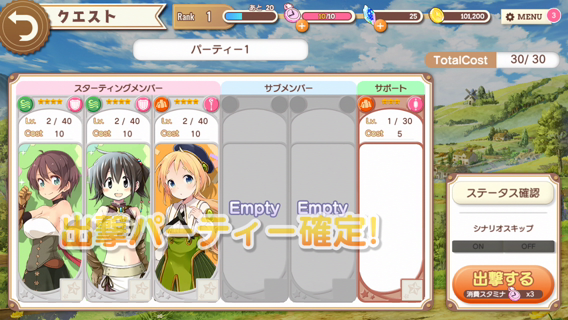 クエスト
Rank 1
あと 20
10/10
25
101,200
MENU 3
パーティー1
TotalCost 30/30
スターティングメンバー
サブメンバー
サポート
Lv. 2 / 40
Cost 10
Lv. 2 / 40
Cost 10
Lv. 2 / 40
Cost 10
Lv. 1 / 30
Cost 5
Empty
Empty
出撃パーティー確定!
ステータス確認
シナリオスキップ
ON OFF
出撃する
消費スタミナ x3